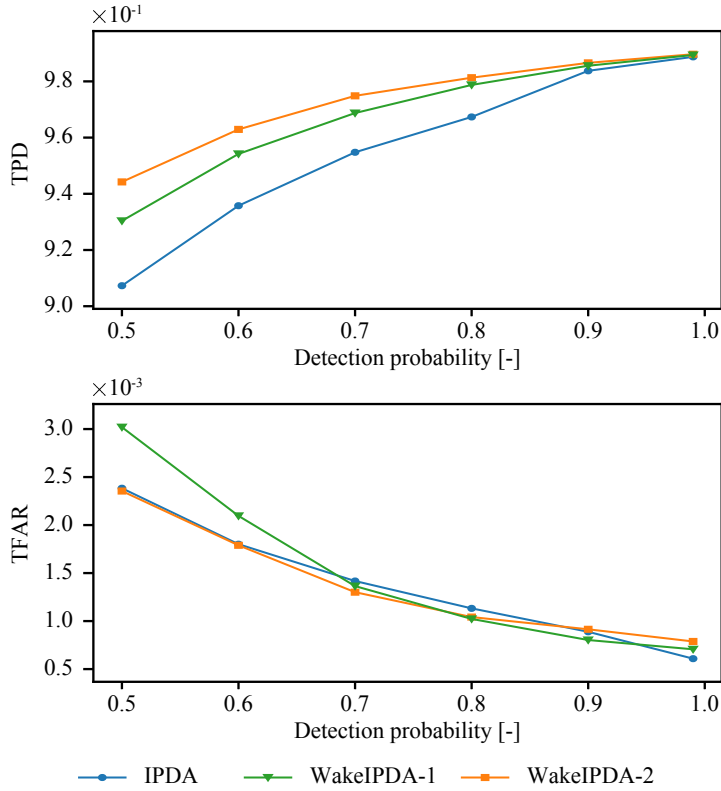 ×10⁻¹
9.8
9.6
9.4
9.2
9.0
TPD
0.5 0.6 0.7 0.8 0.9 1.0
Detection probability [-]
×10⁻³
3.0
2.5
2.0
1.5
1.0
0.5
TFAR
0.5 0.6 0.7 0.8 0.9 1.0
Detection probability [-]
IPDA WakeIPDA-1 WakeIPDA-2